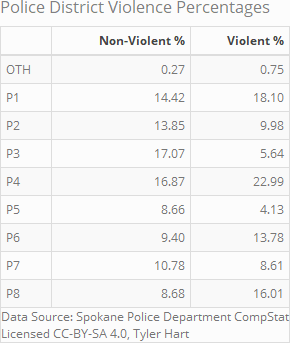 Police District Violence Percentages
Non-Violent % Violent %
OTH 0.27 0.75
P1 14.42 18.10
P2 13.85 9.98
P3 17.07 5.64
P4 16.87 22.99
P5 8.66 4.13
P6 9.40 13.78
P7 10.78 8.61
P8 8.68 16.01
Data Source: Spokane Police Department CompStat
Licensed CC-BY-SA 4.0, Tyler Hart